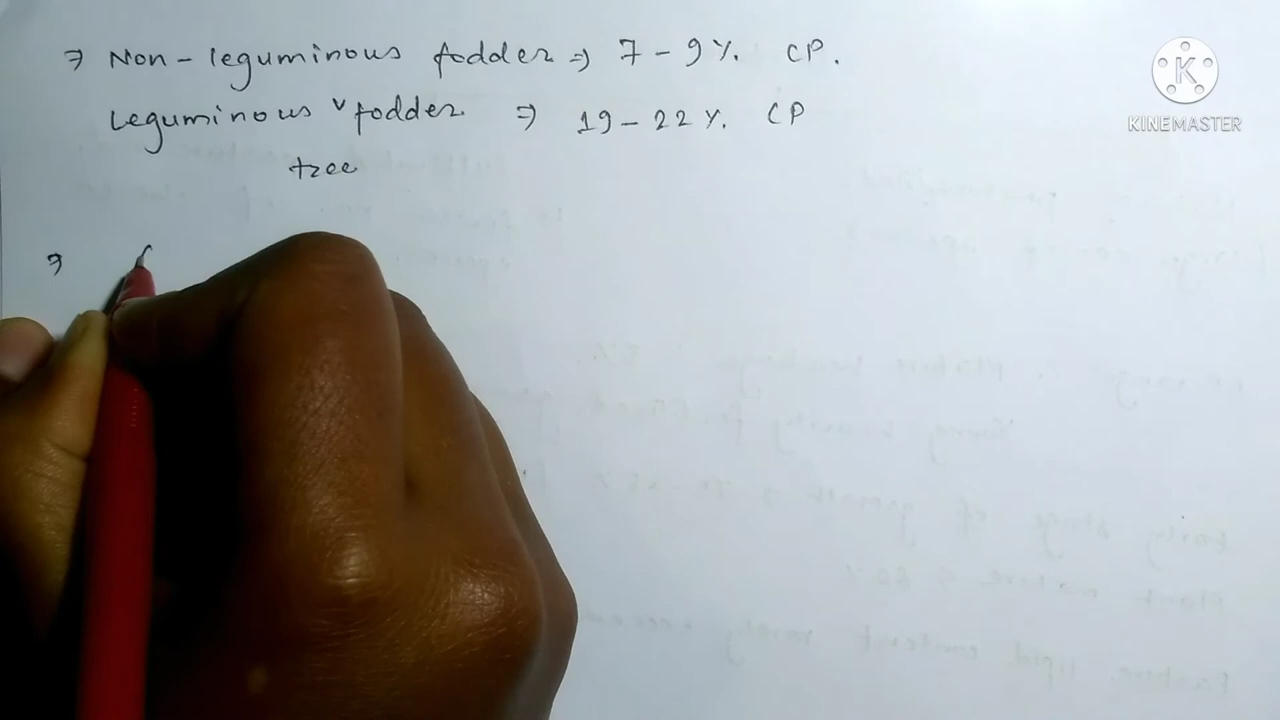 ⇒ Non-leguminous fodder ⇒ 7-9%. CP.
Leguminous ᵛ fodder ⇒ 19-22%. CP
tree
⇒
K
KINEMASTER